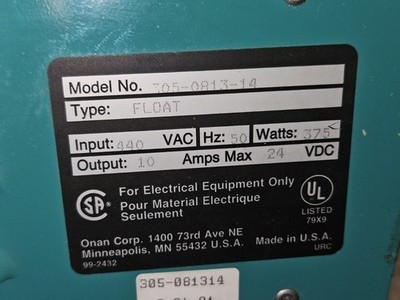 Model No. 305-0813-14
Type: FLOAT
Input: 440 VAC Hz: 50 Watts: 375
Output: 10 Amps Max 24 VDC
For Electrical Equipment Only
Pour Material Electrique
Seulement
UL
LISTED
79X9
Onan Corp. 1400 73rd Ave NE
Minneapolis, MN 55432 U.S.A.
Made in U.S.A.
99-2432
URC
305-081314